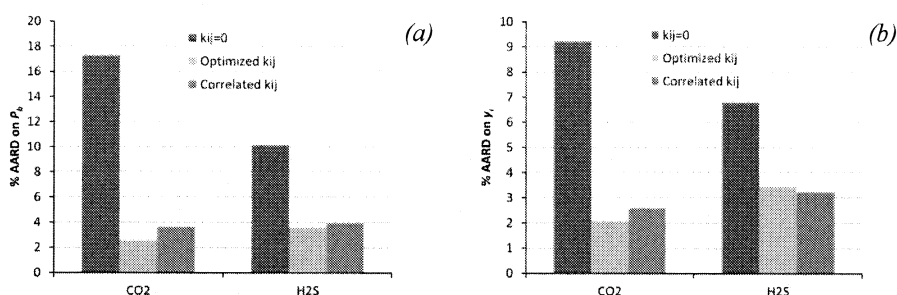 (a)
% AARD on Pb
20
18
16
14
12
10
8
6
4
2
0
kij=0
Optimized kij
Correlated kij
CO2
H2S
(b)
% AARD on yi
10
9
8
7
6
5
4
3
2
1
0
kij=0
Optimized kij
Correlated kij
CO2
H2S